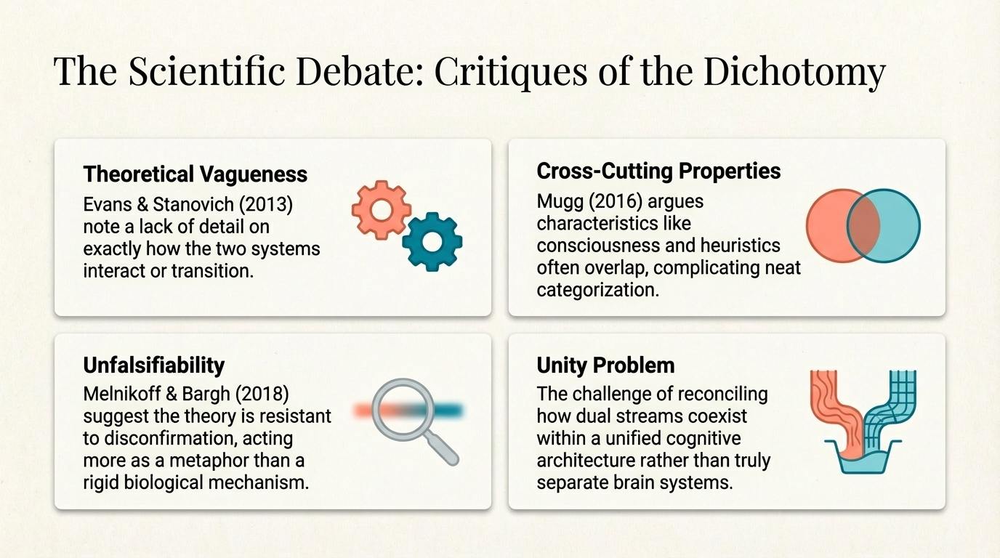 The Scientific Debate: Critiques of the Dichotomy
Theoretical Vagueness
Evans & Stanovich (2013)
note a lack of detail on
exactly how the two systems
interact or transition.
Cross-Cutting Properties
Mugg (2016) argues
characteristics like
consciousness and heuristics
often overlap, complicating neat
categorization.
Unfalsifiability
Melnikoff & Bargh (2018)
suggest the theory is resistant
to disconfirmation, acting
more as a metaphor than a
rigid biological mechanism.
Unity Problem
The challenge of reconciling
how dual streams coexist
within a unified cognitive
architecture rather than truly
separate brain systems.